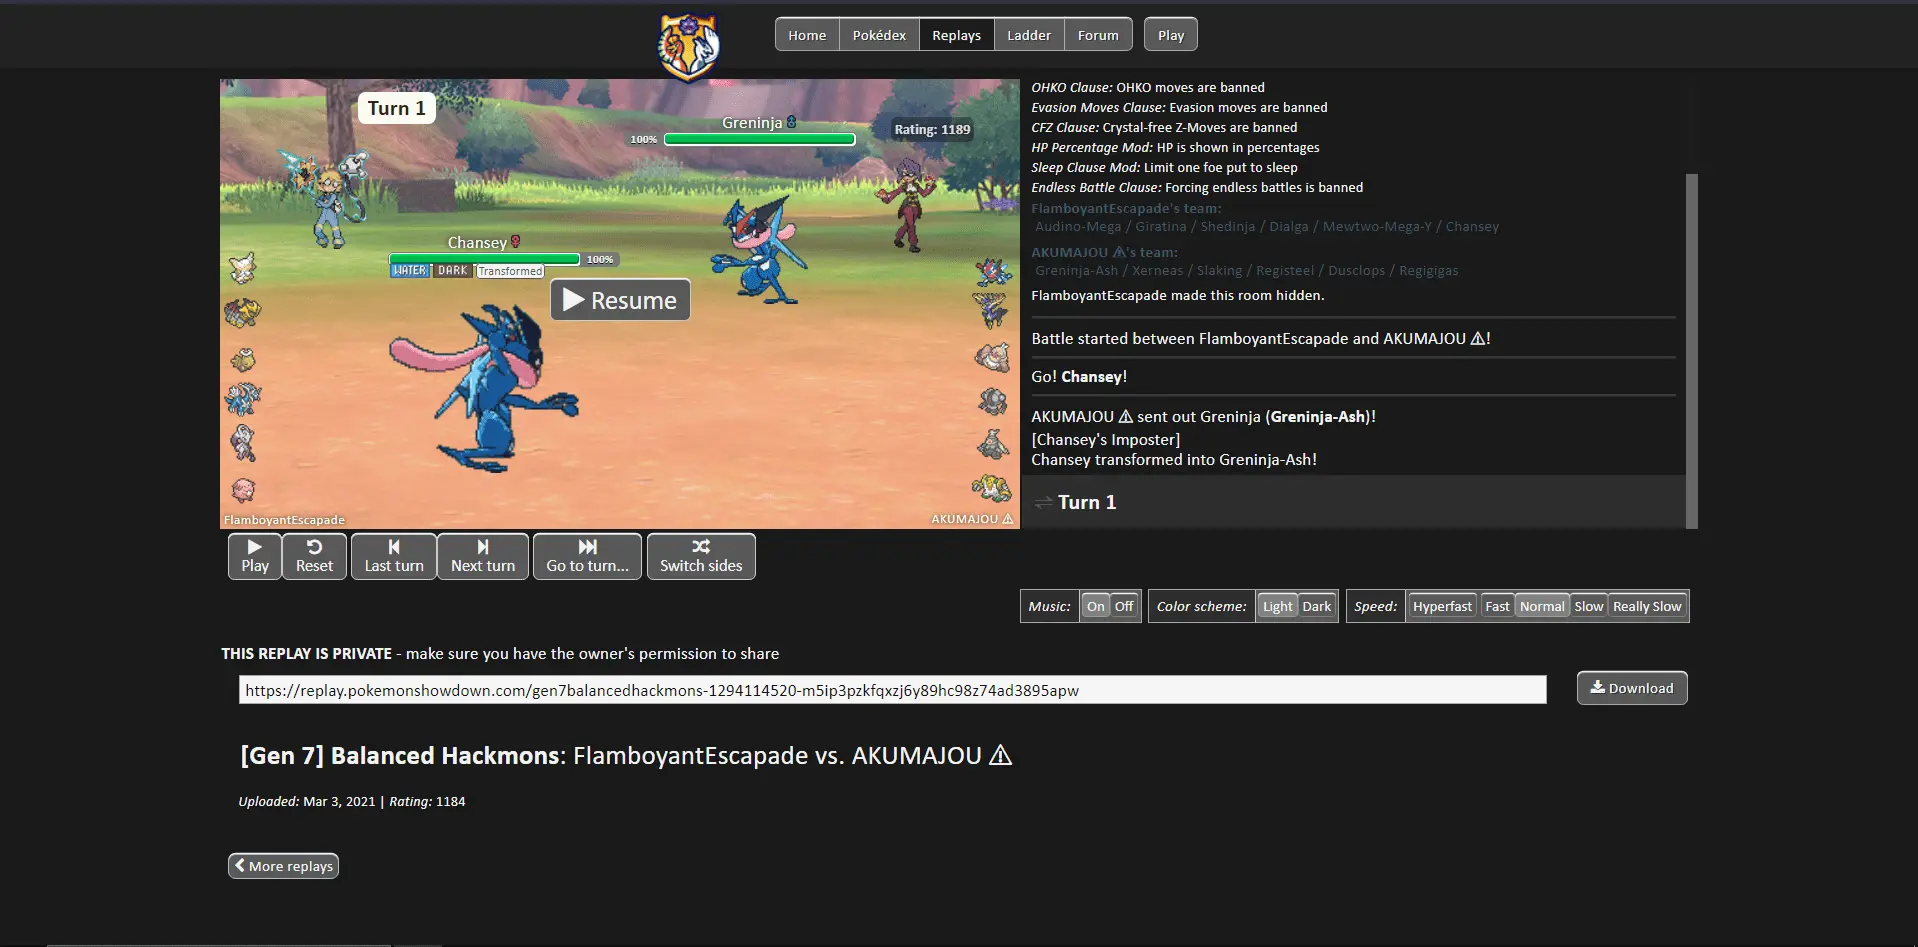 Home Pokédex Replays Ladder Forum Play
Turn 1
Greninja
100%
Rating: 1189
Chansey
100%
WATER DARK Transformed
Resume
FlamboyantEscapade
AKUMAJOU ⚠
OHKO Clause: OHKO moves are banned
Evasion Moves Clause: Evasion moves are banned
CFZ Clause: Crystal-free Z-Moves are banned
HP Percentage Mod: HP is shown in percentages
Sleep Clause Mod: Limit one foe put to sleep
Endless Battle Clause: Forcing endless battles is banned
FlamboyantEscapade's team:
Audino-Mega / Giratina / Shedinja / Dialga / Mewtwo-Mega-Y / Chansey
AKUMAJOU ⚠'s team:
Greninja-Ash / Xerneas / Slaking / Registeel / Dusclops / Regigigas
FlamboyantEscapade made this room hidden.
Battle started between FlamboyantEscapade and AKUMAJOU ⚠!
Go! Chansey!
AKUMAJOU ⚠ sent out Greninja (Greninja-Ash)!
[Chansey's Imposter]
Chansey transformed into Greninja-Ash!
Turn 1
Play Reset Last turn Next turn Go to turn... Switch sides
Music: On Off Color scheme: Light Dark Speed: Hyperfast Fast Normal Slow Really Slow
THIS REPLAY IS PRIVATE - make sure you have the owner's permission to share
https://replay.pokemonshowdown.com/gen7balancedhackmons-1294114520-m5ip3pzkfqxzj6y89hc98z74ad3895apw
Download
[Gen 7] Balanced Hackmons: FlamboyantEscapade vs. AKUMAJOU ⚠
Uploaded: Mar 3, 2021 | Rating: 1184
More replays